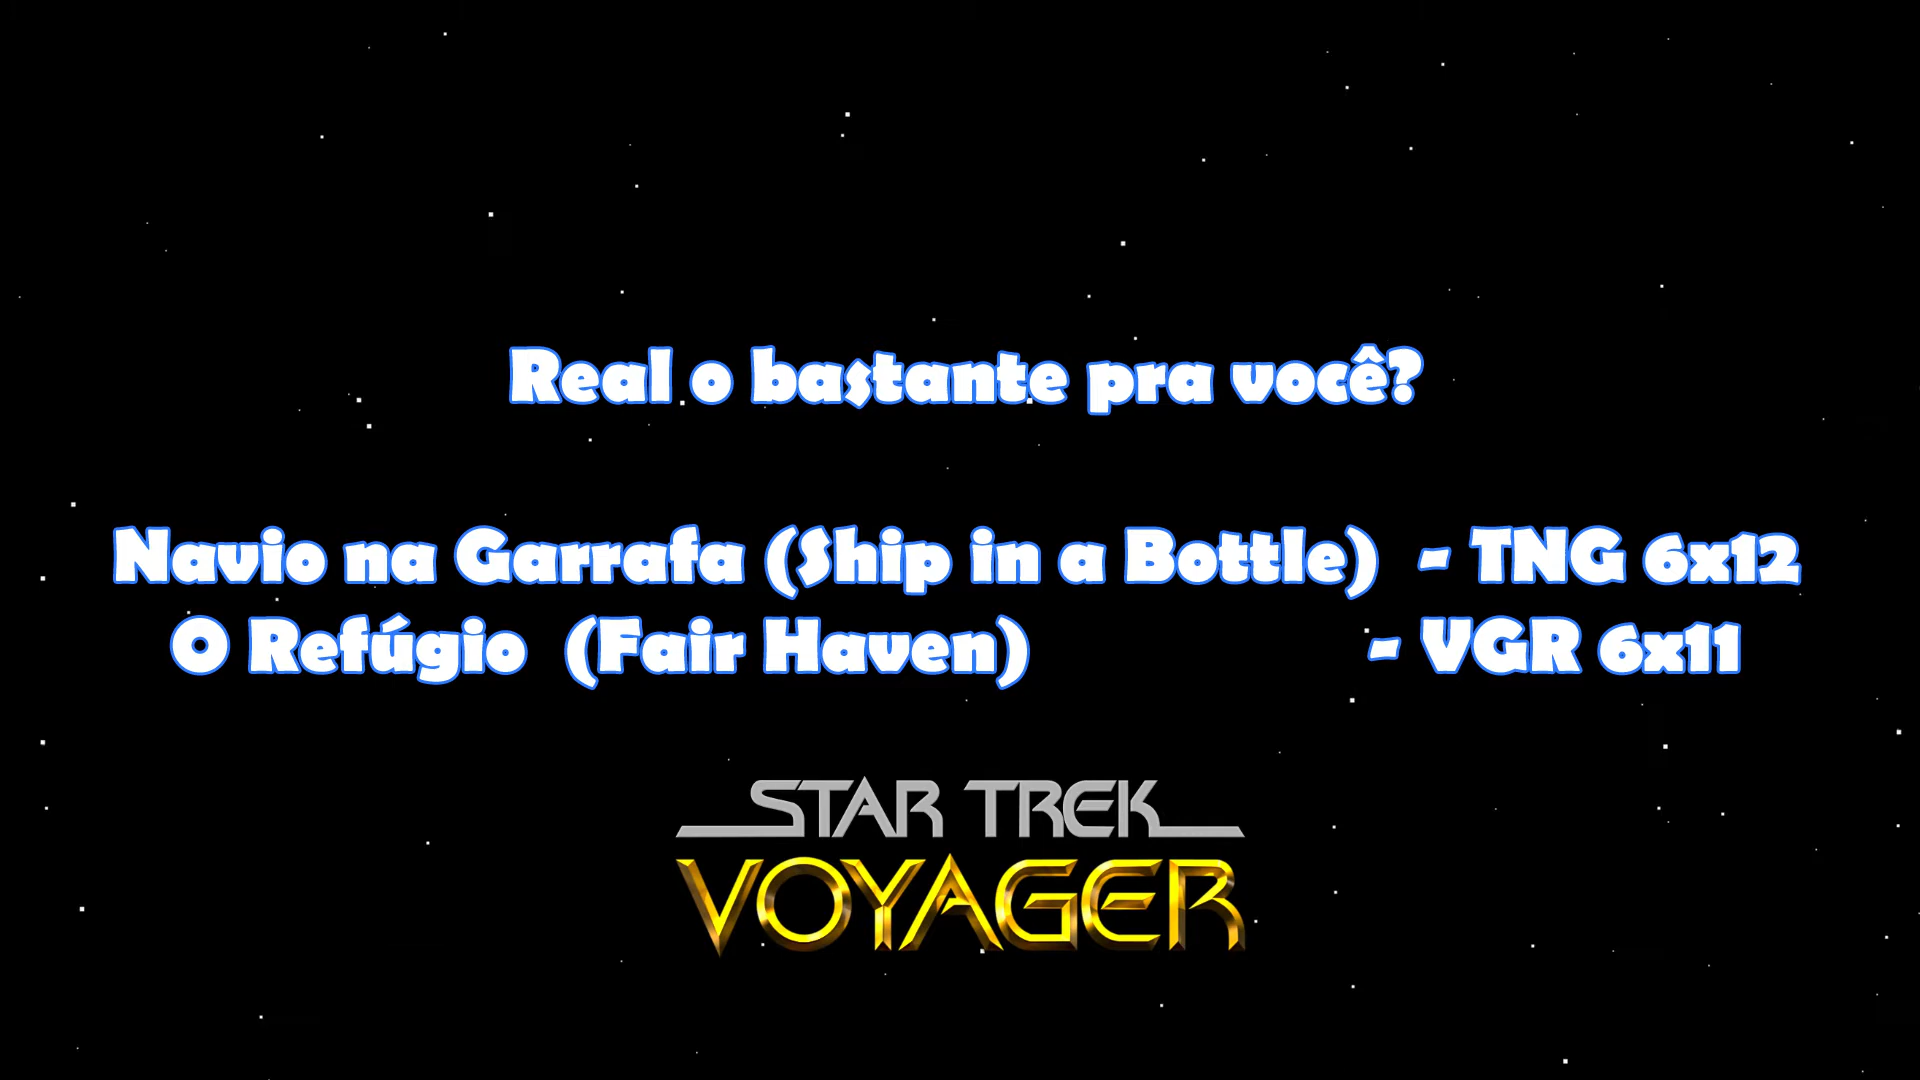 Real o bastante pra você?
Navio na Garrafa (Ship in a Bottle) - TNG 6x12
O Refúgio (Fair Haven) - VGR 6x11
STAR TREK
VOYAGER